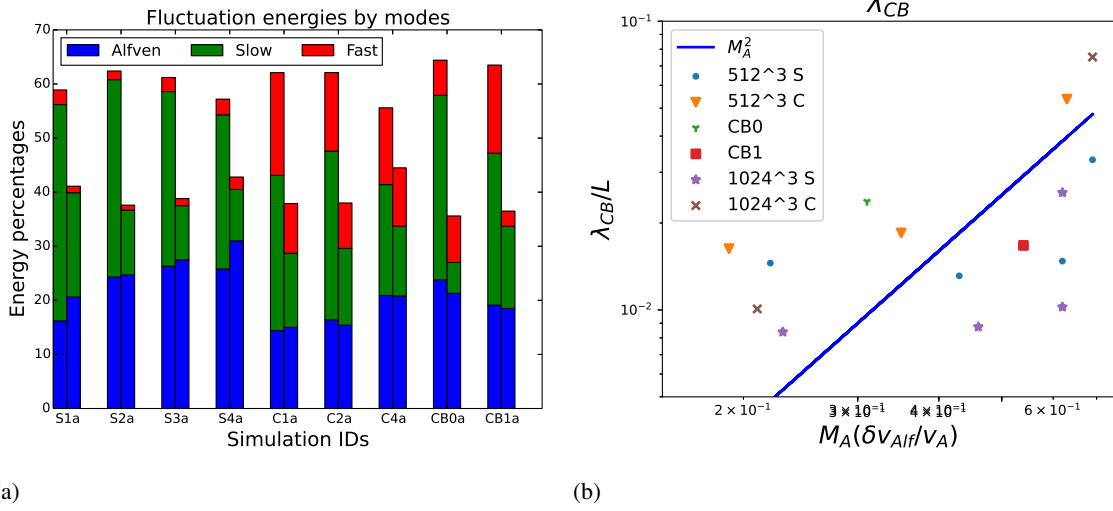 Fluctuation energies by modes
Alfven Slow Fast
Energy percentages
70
60
50
40
30
20
10
0
S1a S2a S3a S4a C1a C2a C4a CB0a CB1a
Simulation IDs
a)
λ_CB
M_A^2
512^3 S
512^3 C
CB0
CB1
1024^3 S
1024^3 C
λ_CB/L
10⁻¹
10⁻²
2 × 10⁻¹ 3 × 10⁻¹ 4 × 10⁻¹ 6 × 10⁻¹
M_A(δv_Alf/v_A)
(b)